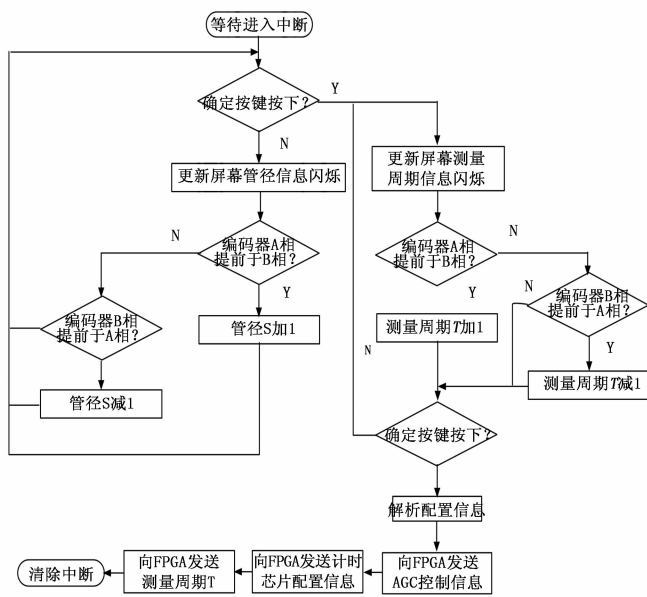 等待进入中断
确定按键按下？
Y
N
更新屏幕管径信息闪烁
更新屏幕测量
周期信息闪烁
编码器A相
提前于B相？
N
Y
编码器A相
提前于B相？
N
Y
编码器B相
提前于A相？
管径S加1
管径S减1
编码器B相
提前于A相？
N
Y
测量周期T加1
N
测量周期T减1
确定按键按下？
解析配置信息
向FPGA发送
AGC控制信息
向FPGA发送计时
芯片配置信息
向FPGA发送
测量周期T
清除中断